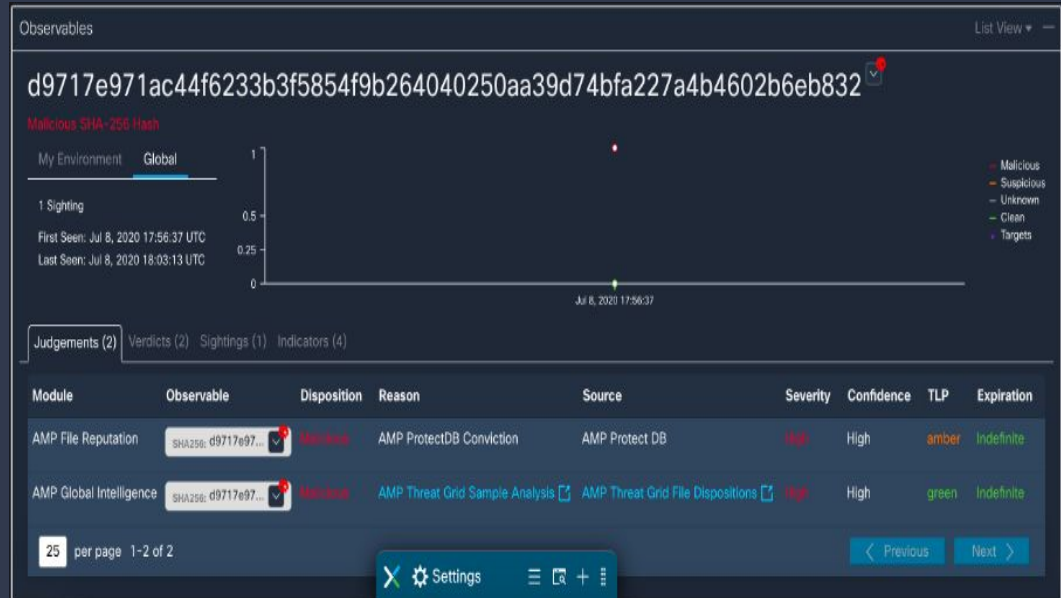 Observables
List View
d9717e971ac44f6233b3f5854f9b264040250aa39d74bfa227a4b4602b6eb832
Malicious SHA-256 Hash
My Environment Global
1 Sighting
First Seen: Jul 8, 2020 17:56:37 UTC
Last Seen: Jul 8, 2020 18:03:13 UTC
1
0.5
0.25
0
Jul 8, 2020 17:56:37
Malicious
Suspicious
Unknown
Clean
Targets
Judgements (2) Verdicts (2) Sightings (1) Indicators (4)
Module Observable Disposition Reason Source Severity Confidence TLP Expiration
AMP File Reputation SHA256: d9717e97... Malicious AMP ProtectDB Conviction AMP Protect DB High High amber Indefinite
AMP Global Intelligence SHA256: d9717e97... Malicious AMP Threat Grid Sample Analysis AMP Threat Grid File Dispositions High High green Indefinite
25 per page 1-2 of 2
Previous Next
Settings